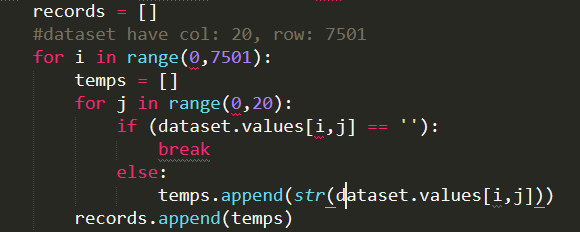 records = []
#dataset have col: 20, row: 7501
for i in range(0,7501):
temps = []
for j in range(0,20):
if (dataset.values[i,j] == ''):
break
else:
temps.append(str(dataset.values[i,j]))
records.append(temps)